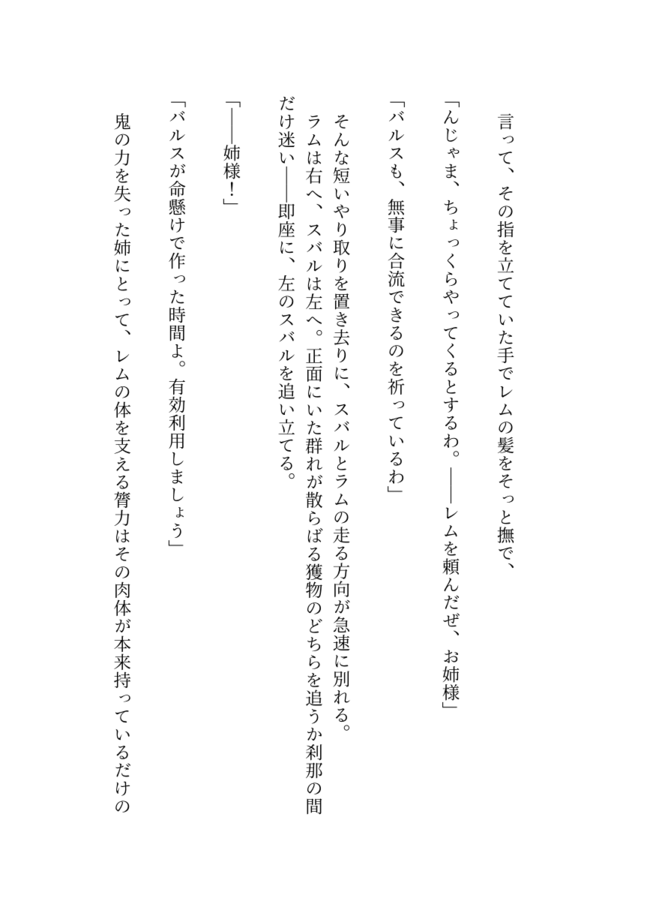 言って、その指を立てていた手でレムの髪をそっと撫で、
「んじゃま、ちょっくらやってくるとするわ。――レムを頼んだぜ、お姉様」
「バルスも、無事に合流できるのを祈っているわ」
そんな短いやり取りを置き去りに、スバルとラムの走る方向が急速に別れる。
ラムは右へ、スバルは左へ。正面にいた群れが散らばる獲物のどちらを追うか刹那の間
だけ迷い――即座に、左のスバルを追い立てる。
「――姉様！」
「バルスが命懸けで作った時間よ。有効利用しましょう」
鬼の力を失った姉にとって、レムの体を支える膂力はその肉体が本来持っているだけの